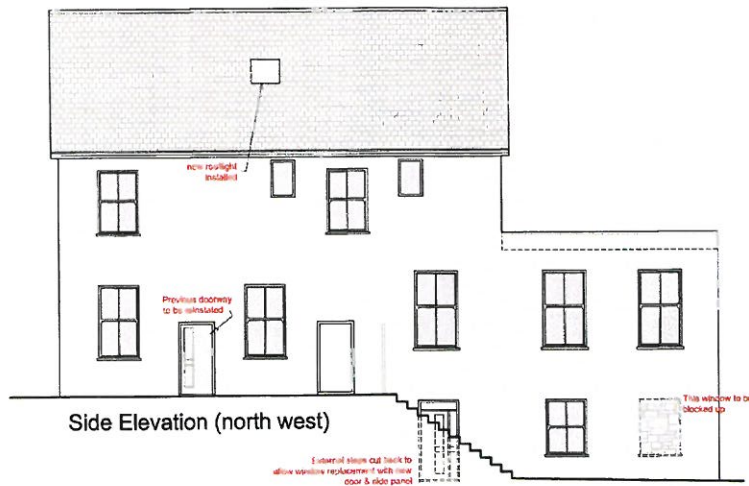 new rooflight
installed
Previous doorway
to be reinstated
This window to be
blocked up
Side Elevation (north west)
External steps cut back to
allow window replacement with new
door & side panel